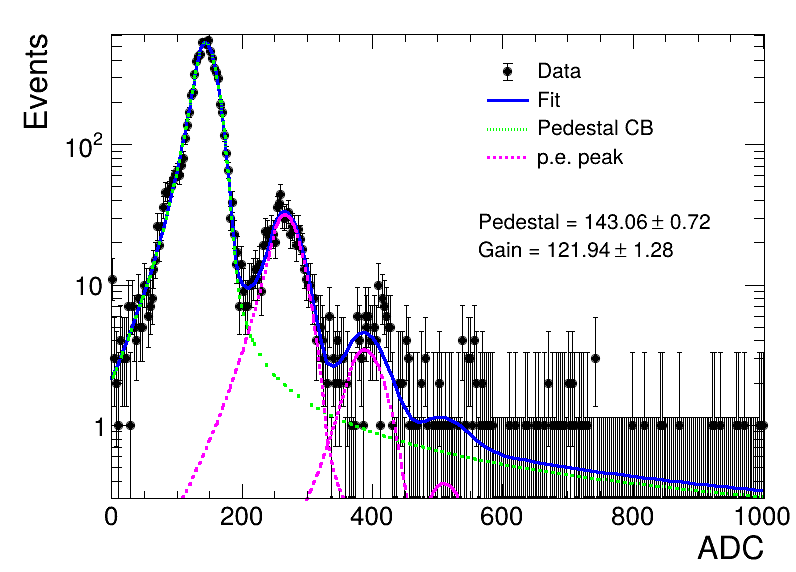 Events
10²
10
1
Data
Fit
Pedestal CB
p.e. peak
Pedestal = 143.06 ± 0.72
Gain = 121.94 ± 1.28
0 200 400 600 800 1000
ADC